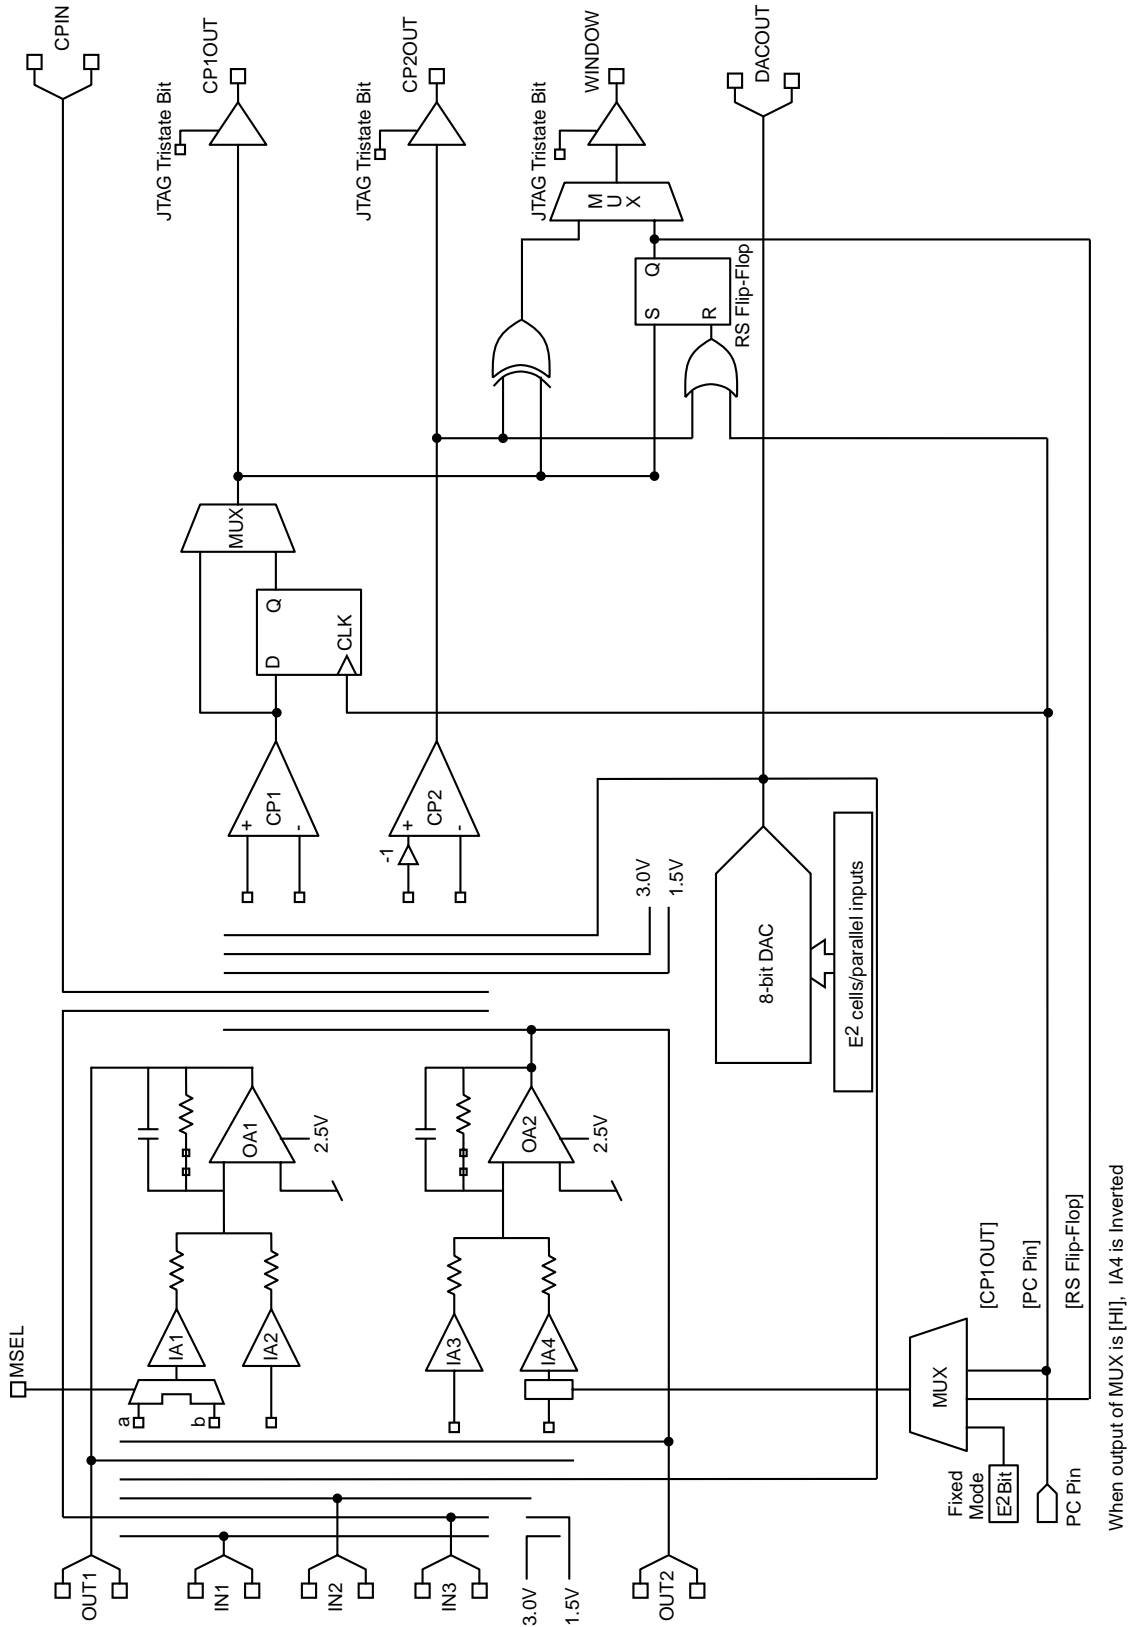 OUT1
IN1
IN2
IN3
3.0V
1.5V
OUT2
MSEL
a
b
IA1
IA2
IA3
IA4
OA1
2.5V
OA2
2.5V
CPIN
CP1
+
-
CP2
+
-
-1
D
Q
CLK
MUX
JTAG Tristate Bit
CP1OUT
JTAG Tristate Bit
CP2OUT
JTAG Tristate Bit
WINDOW
MUX
S
R
Q
RS Flip-Flop
DACOUT
3.0V
1.5V
8-bit DAC
E2 cells/parallel inputs
Fixed
Mode
E2Bit
PC Pin
MUX
[CP1OUT]
[PC Pin]
[RS Flip-Flop]
When output of MUX is [HI], IA4 is Inverted